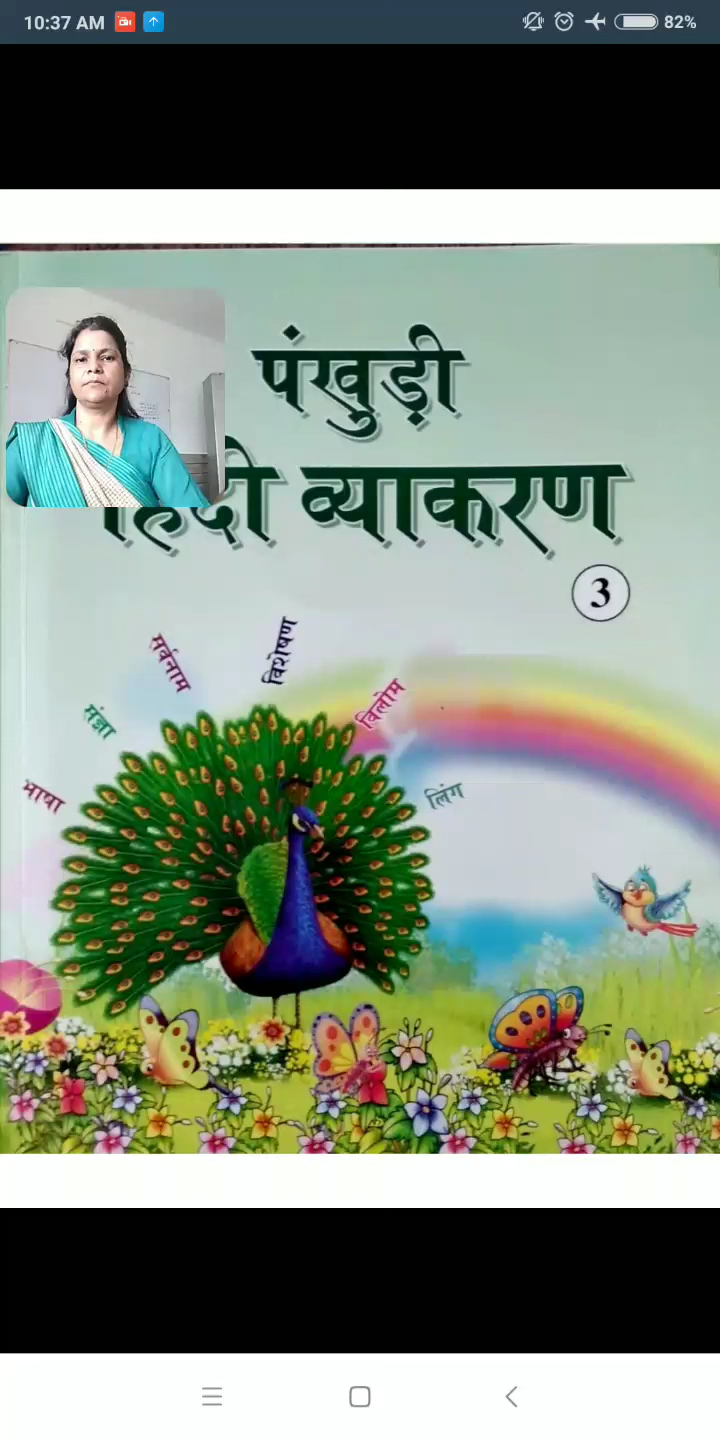 10:37 AM 82%
पंखुड़ी
हिंदी व्याकरण
3
विशेषण
सर्वनाम
विलोम
संज्ञा
लिंग
भाषा